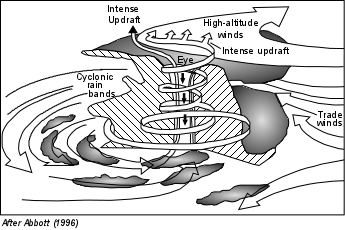 Intense
Updraft
High-altitude
winds
Intense updraft
Eye
Cyclonic
rain
bands
Trade
winds
After Abbott (1996)